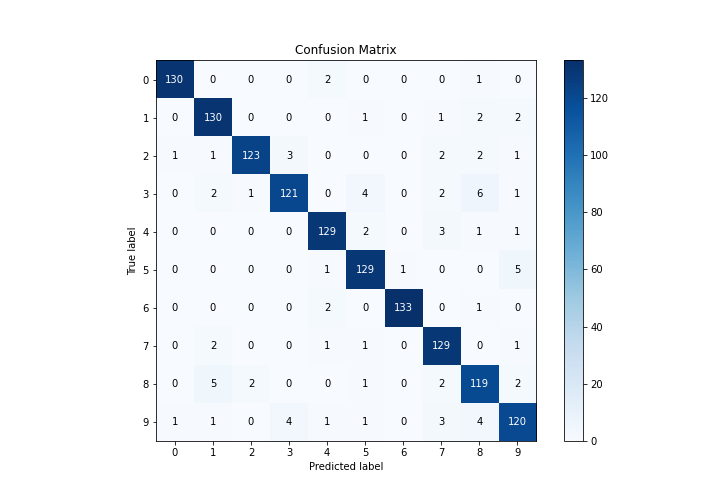 Confusion Matrix
0 130 0 0 0 2 0 0 0 1 0
1 0 130 0 0 0 1 0 1 2 2
2 1 1 123 3 0 0 0 2 2 1
3 0 2 1 121 0 4 0 2 6 1
4 0 0 0 0 129 2 0 3 1 1
5 0 0 0 0 1 129 1 0 0 5
6 0 0 0 0 2 0 133 0 1 0
7 0 2 0 0 1 1 0 129 0 1
8 0 5 2 0 0 1 0 2 119 2
9 1 1 0 4 1 1 0 3 4 120
0 1 2 3 4 5 6 7 8 9
Predicted label
True label
120
100
80
60
40
20
0